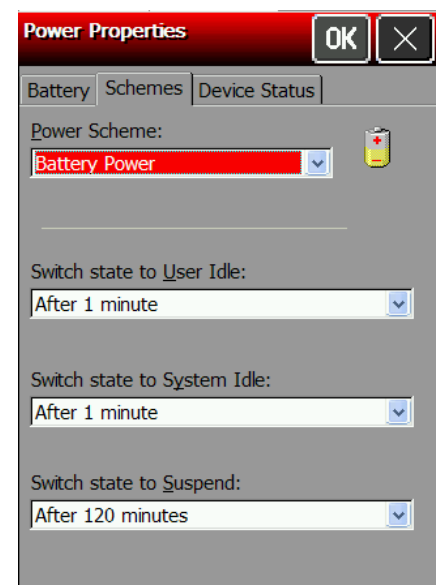 Power Properties OK
Battery Schemes Device Status
Power Scheme:
Battery Power
Switch state to User Idle:
After 1 minute
Switch state to System Idle:
After 1 minute
Switch state to Suspend:
After 120 minutes